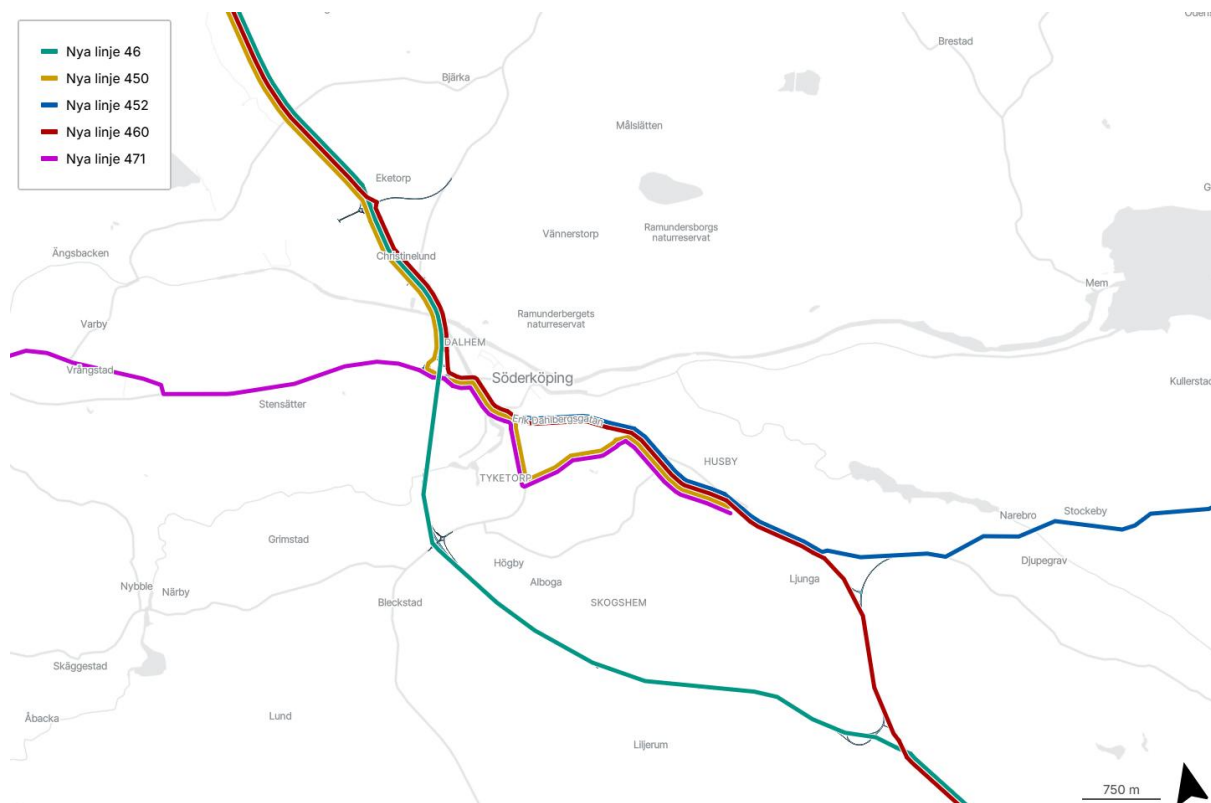 Nya linje 46
Nya linje 450
Nya linje 452
Nya linje 460
Nya linje 471
Brestad
Bjärka
Målslätten
Eketorp
Ramundersborgs
naturreservat
Vännerstorp
Ängsbacken
Christinelund
Mem
Ramunderbergets
naturreservat
Varby
DALHEM
Vrångstad
Söderköping
Kullerstad
Stensätter
Erik Dahlbergsgatan
HUSBY
TYKETORP
Narebro
Stockeby
Grimstad
Högby
Djupegrav
Alboga
Ljunga
Nybble
Närby
Bleckstad
SKOGSHEM
Skäggestad
Åbacka
Lund
Liljerum
750 m